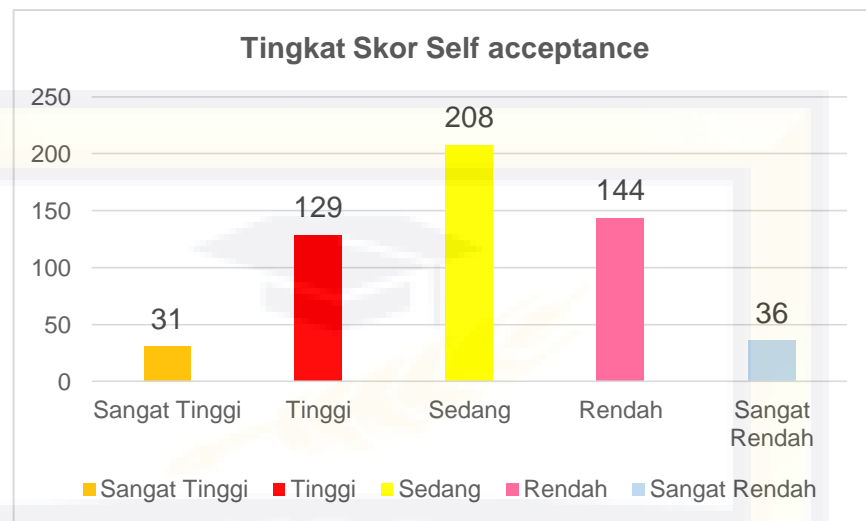 Tingkat Skor Self acceptance
250
200
150
100
50
0
31
129
208
144
36
Sangat Tinggi
Tinggi
Sedang
Rendah
Sangat
Rendah
Sangat Tinggi Tinggi Sedang Rendah Sangat Rendah